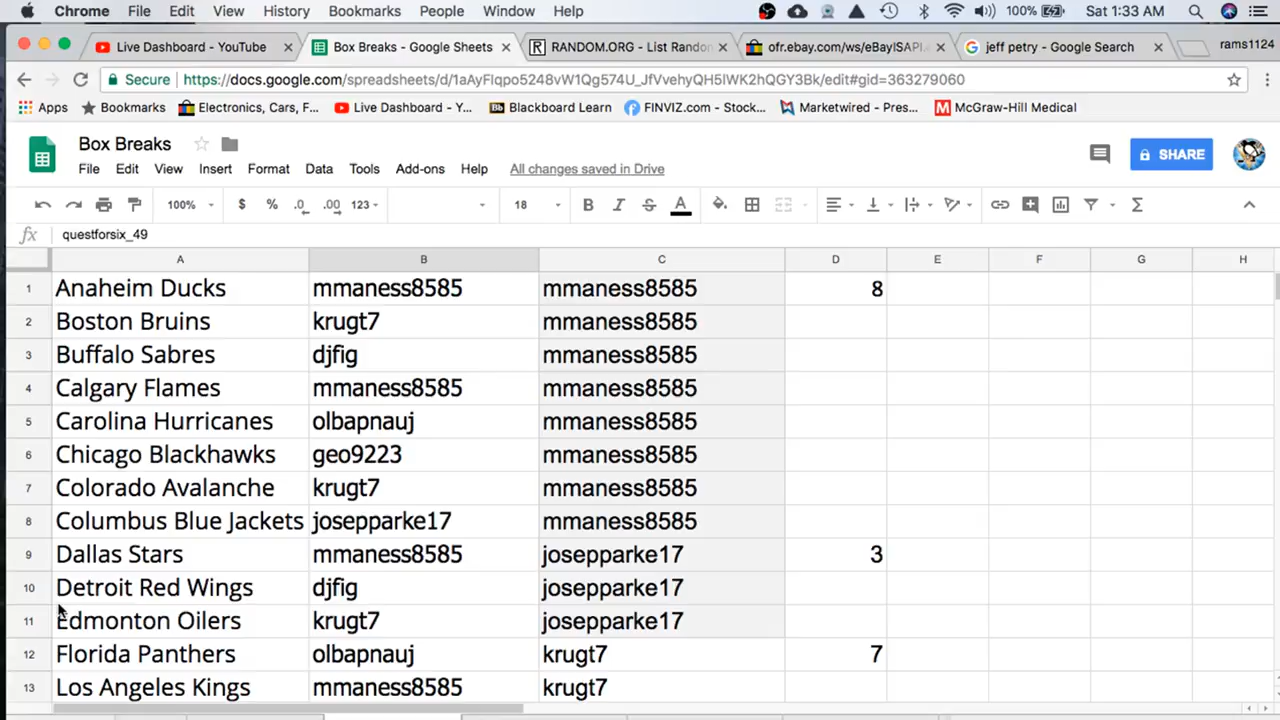 Chrome File Edit View History Bookmarks People Window Help 100% Sat 1:33 AM
Live Dashboard - YouTube Box Breaks - Google Sheets RANDOM.ORG - List Rando ofr.ebay.com/ws/eBayISAPI. jeff petry - Google Search rams1124
Secure https://docs.google.com/spreadsheets/d/1aAyFlqpo5248vW1Qg574U_JfVvehyQH5IWK2hQGY3Bk/edit#gid=363279060
Apps Bookmarks Electronics, Cars, F... Live Dashboard - Y... Bb Blackboard Learn FINVIZ.com - Stock... Marketwired - Pres... McGraw-Hill Medical
Box Breaks
SHARE
File Edit View Insert Format Data Tools Add-ons Help All changes saved in Drive
100% $ % .0 .00 123 18 B I S A
fx questforsix_49
A B C D E F G H
1 Anaheim Ducks mmaness8585 mmaness8585 8
2 Boston Bruins krugt7 mmaness8585
3 Buffalo Sabres djfig mmaness8585
4 Calgary Flames mmaness8585 mmaness8585
5 Carolina Hurricanes olbapnauj mmaness8585
6 Chicago Blackhawks geo9223 mmaness8585
7 Colorado Avalanche krugt7 mmaness8585
8 Columbus Blue Jackets josepparke17 mmaness8585
9 Dallas Stars mmaness8585 josepparke17 3
10 Detroit Red Wings djfig josepparke17
11 Edmonton Oilers krugt7 josepparke17
12 Florida Panthers olbapnauj krugt7 7
13 Los Angeles Kings mmaness8585 krugt7